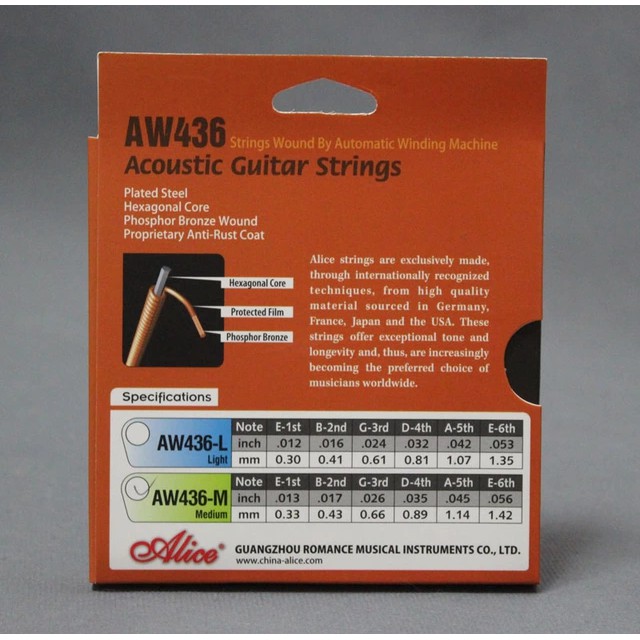 AW436 Strings Wound By Automatic Winding Machine
Acoustic Guitar Strings
Plated Steel
Hexagonal Core
Phosphor Bronze Wound
Proprietary Anti-Rust Coat
Hexagonal Core
Protected Film
Phosphor Bronze
Alice strings are exclusively made,
through internationally recognized
techniques, from high quality
material sourced in Germany,
France, Japan and the USA. These
strings offer exceptional tone and
longevity and, thus, are increasingly
becoming the preferred choice of
musicians worldwide.
Specifications
AW436-L
Light
Note E-1st B-2nd G-3rd D-4th A-5th E-6th
inch .012 .016 .024 .032 .042 .053
mm 0.30 0.41 0.61 0.81 1.07 1.35
AW436-M
Medium
Note E-1st B-2nd G-3rd D-4th A-5th E-6th
inch .013 .017 .026 .035 .045 .056
mm 0.33 0.43 0.66 0.89 1.14 1.42
Alice®
GUANGZHOU ROMANCE MUSICAL INSTRUMENTS CO., LTD.
www.china-alice.com